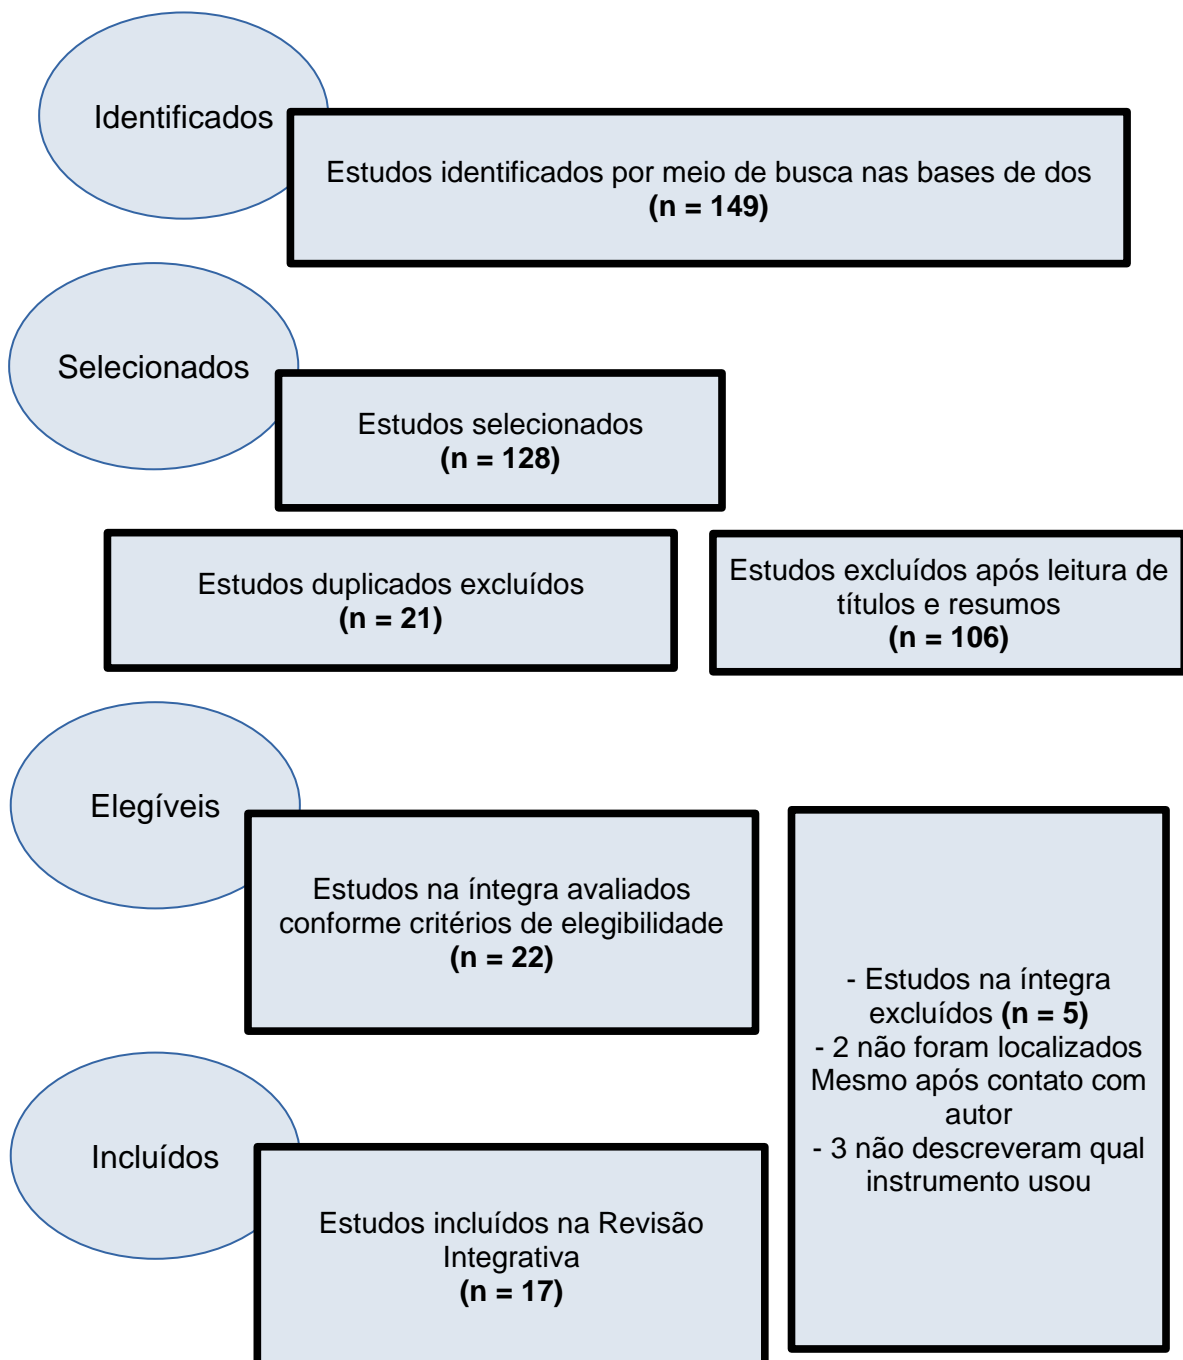 Identificados
Estudos identificados por meio de busca nas bases de dos
(n = 149)
Selecionados
Estudos selecionados
(n = 128)
Estudos duplicados excluídos
(n = 21)
Estudos excluídos após leitura de
títulos e resumos
(n = 106)
Elegíveis
Estudos na íntegra avaliados
conforme critérios de elegibilidade
(n = 22)
- Estudos na íntegra
excluídos (n = 5)
- 2 não foram localizados
Mesmo após contato com
autor
- 3 não descreveram qual
instrumento usou
Incluídos
Estudos incluídos na Revisão
Integrativa
(n = 17)